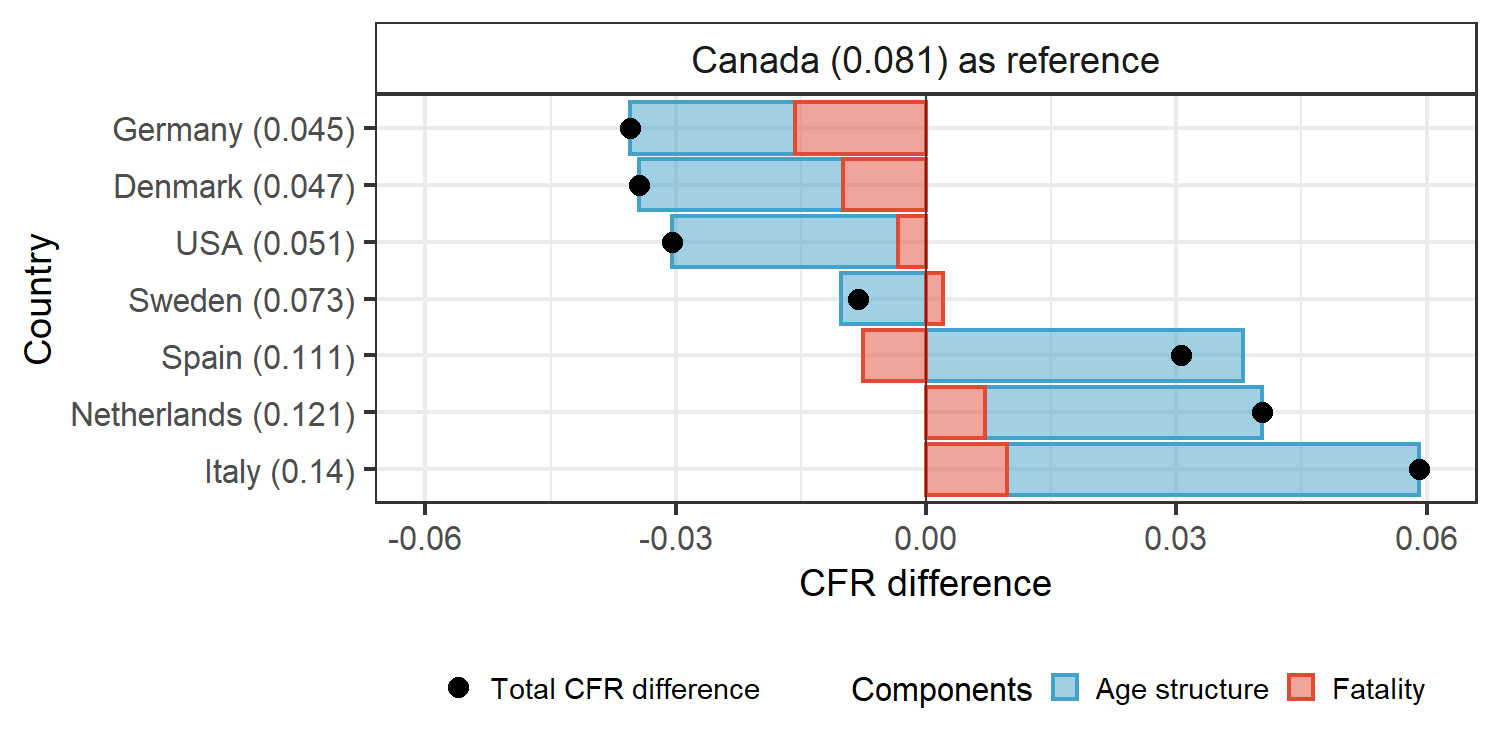 Canada (0.081) as reference
Country
Germany (0.045)
Denmark (0.047)
USA (0.051)
Sweden (0.073)
Spain (0.111)
Netherlands (0.121)
Italy (0.14)
-0.06 -0.03 0.00 0.03 0.06
CFR difference
Total CFR difference Components Age structure Fatality